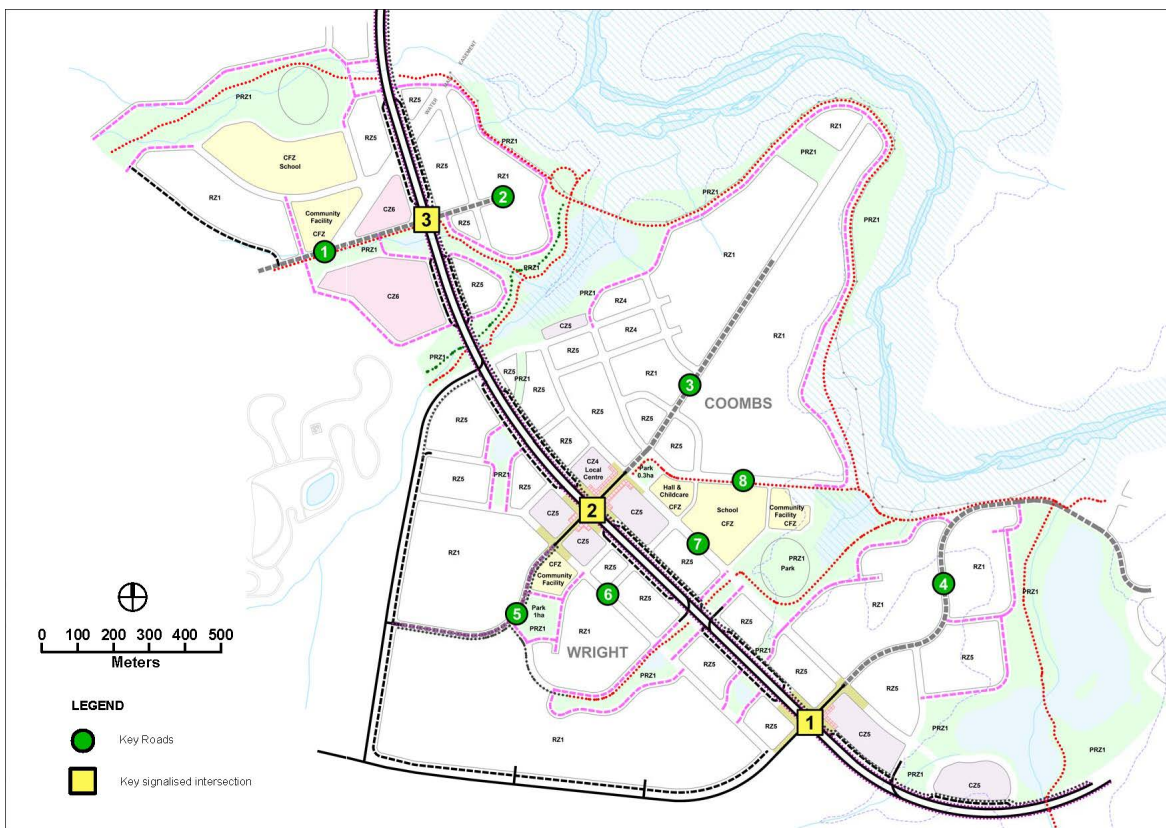 WATER MAIN EASEMENT
PRZ1
RZ5
RZ5
RZ5
RZ1
PRZ1
CFZ
School
RZ5
RZ5
PRZ1
RZ1
PRZ1
PRZ1
RZ1
RZ1
2
Community
Facility
CFZ
CZ6
3
RZ5
PRZ1
1
PRZ1
RZ1
PRZ1
CZ6
RZ5
PRZ1
RZ4
CZ5
RZ4
PRZ1
RZ5
RZ5
PRZ1
RZ5
RZ1
3
RZ1
COOMBS
RZ5
RZ5
RZ5
RZ5
RZ5
RZ5
CZ4
Local
Centre
Park
0.3ha
8
RZ5
PRZ1
RZ5
Hall &
Childcare
CFZ
School
CFZ
Community
Facility
CFZ
CZ5
2
CZ5
7
CZ5
RZ5
RZ1
CFZ
Community
Facility
RZ5
PRZ1
Park
RZ1
4
PRZ1
RZ1
6
RZ5
5
Park
1ha
PRZ1
RZ1
WRIGHT
RZ5
PRZ1
RZ5
RZ5
PRZ1
RZ5
RZ5
RZ5
RZ1
RZ5
1
CZ5
PRZ1
PRZ1
CZ5
0 100 200 300 400 500
Meters
LEGEND
Key Roads
Key signalised intersection